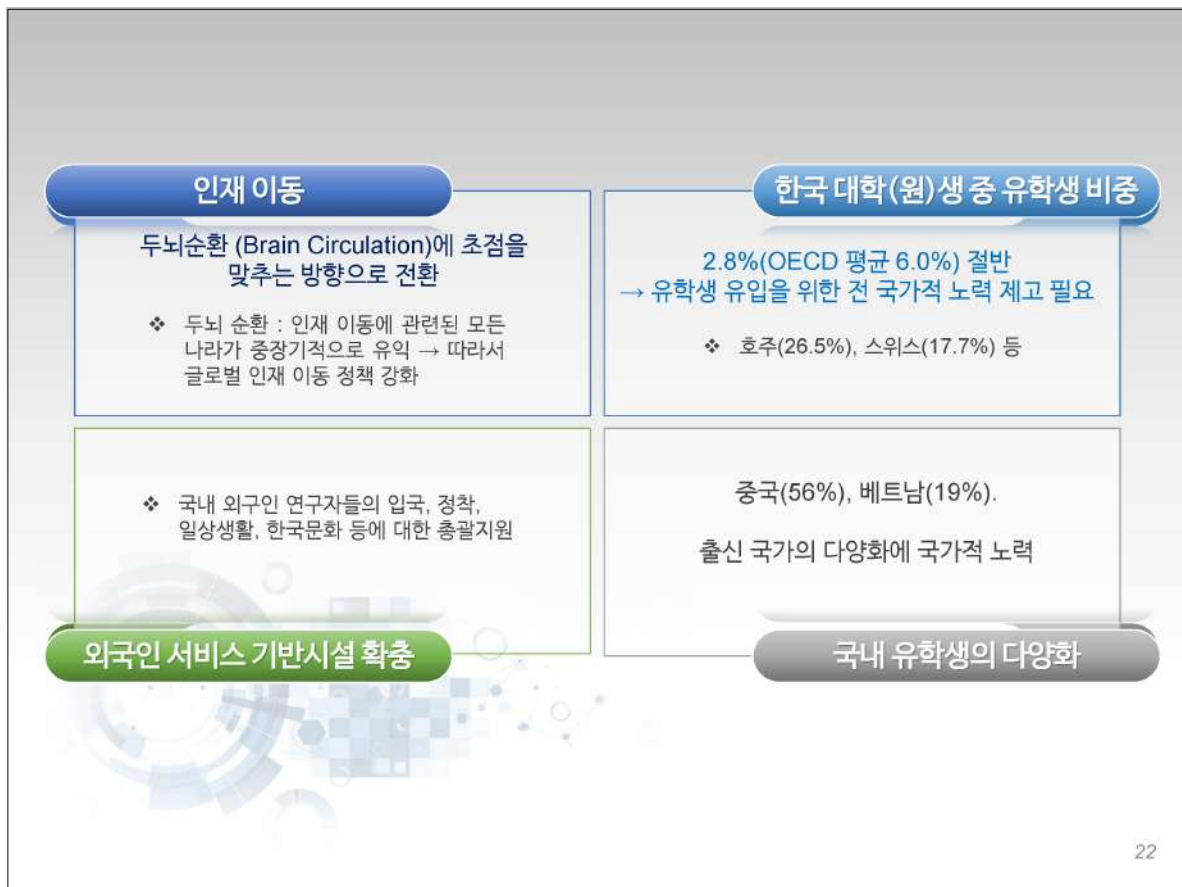 인재 이동
두뇌순환 (Brain Circulation)에 초점을
맞추는 방향으로 전환
❖ 두뇌 순환 : 인재 이동에 관련된 모든
나라가 중장기적으로 유익 → 따라서
글로벌 인재 이동 정책 강화
한국 대학(원)생 중 유학생 비중
2.8%(OECD 평균 6.0%) 절반
→ 유학생 유입을 위한 전 국가적 노력 제고 필요
❖ 호주(26.5%), 스위스(17.7%) 등
❖ 국내 외구인 연구자들의 입국, 정착,
일상생활, 한국문화 등에 대한 총괄지원
외국인 서비스 기반시설 확충
중국(56%), 베트남(19%).
출신 국가의 다양화에 국가적 노력
국내 유학생의 다양화
22